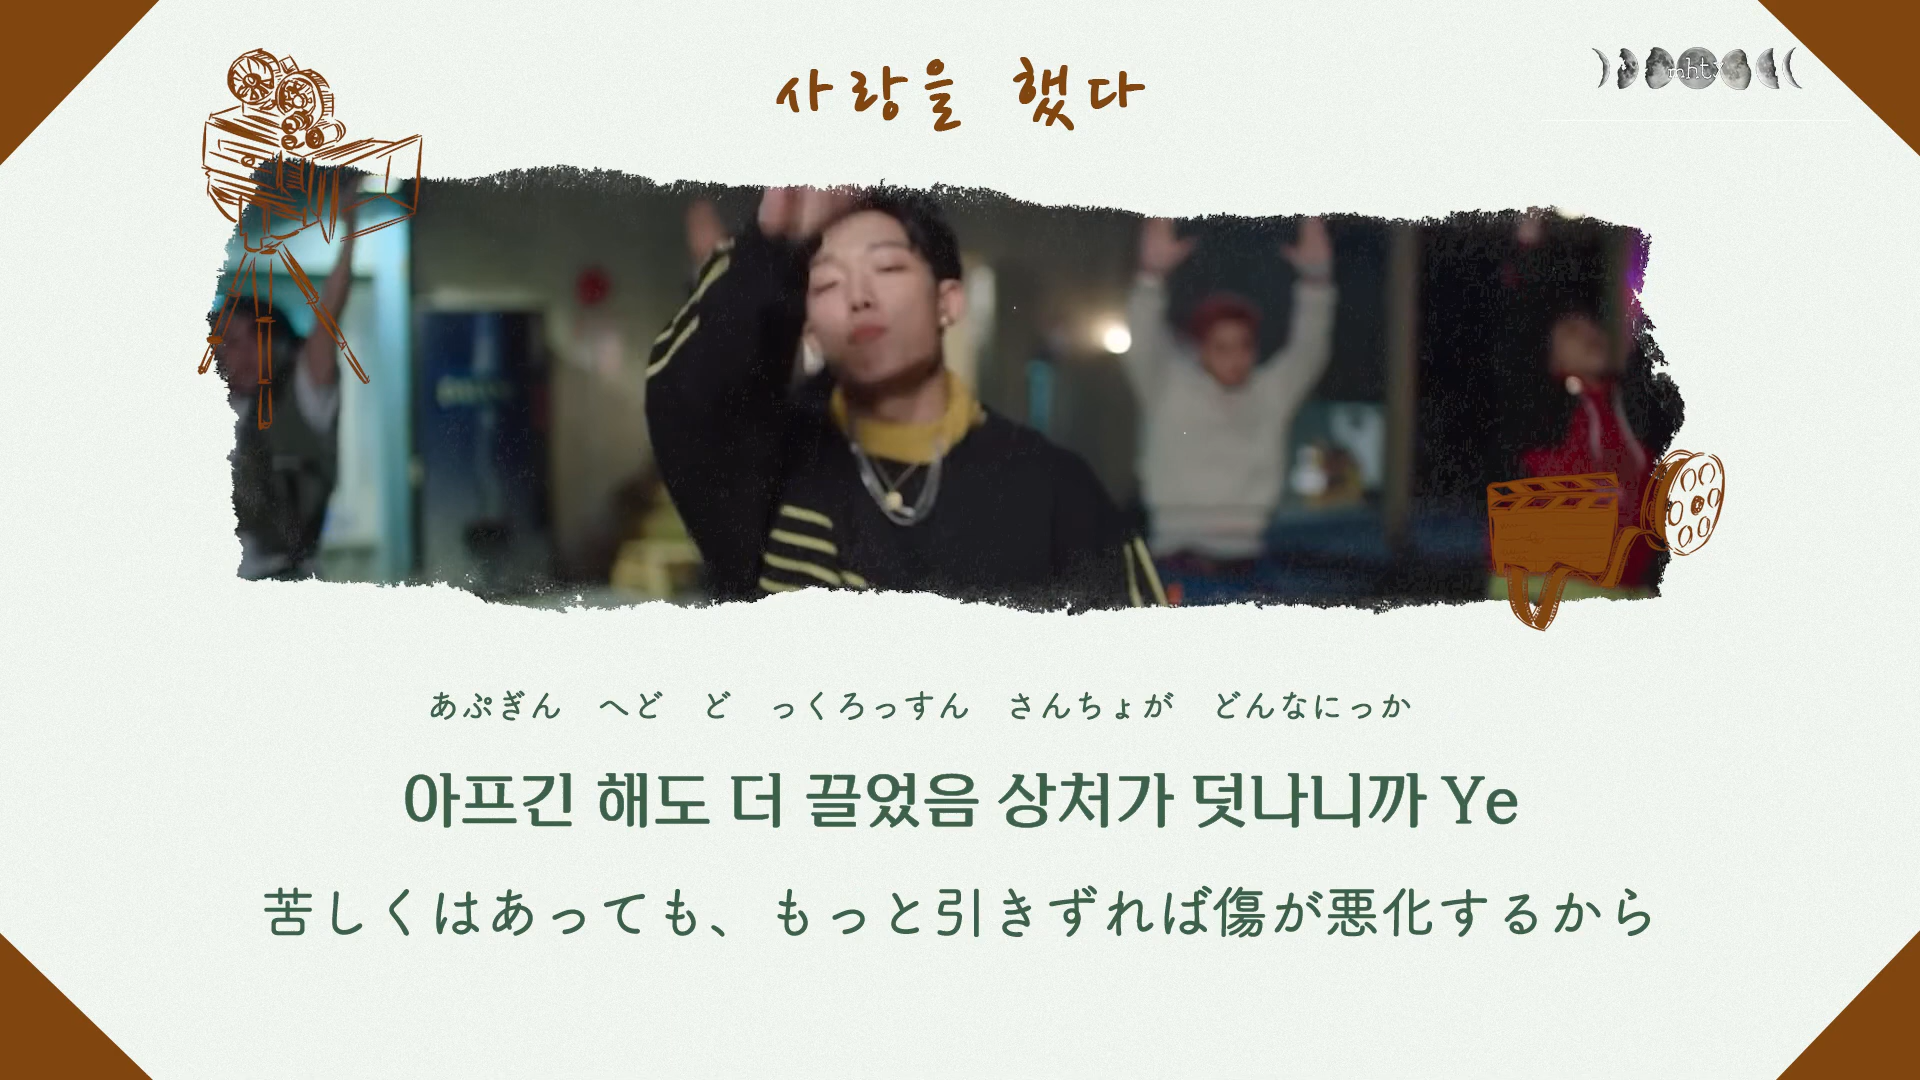 사랑을 했다
mht
あぷぎん へど ど っくろっすん さんちょが どんなにっか
아프긴 해도 더 끌었음 상처가 덧나니까 Ye
苦しくはあっても、もっと引きずれば傷が悪化するから